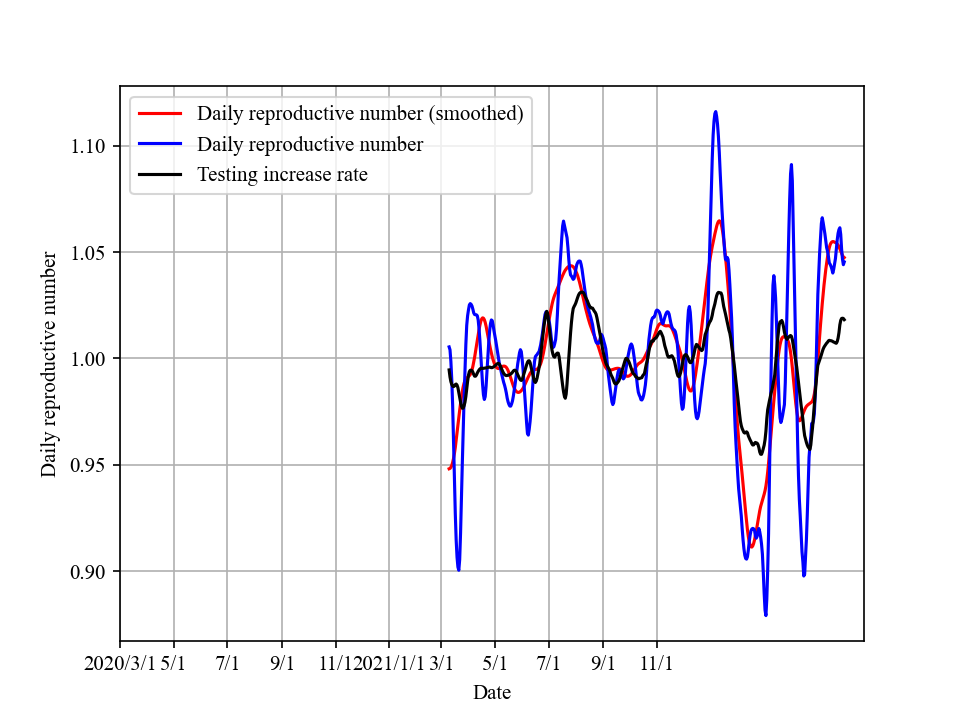 Daily reproductive number (smoothed)
Daily reproductive number
Testing increase rate
1.10
1.05
1.00
0.95
0.90
Daily reproductive number
2020/3/1 5/1 7/1 9/1 11/1 2021/1/1 3/1 5/1 7/1 9/1 11/1
Date